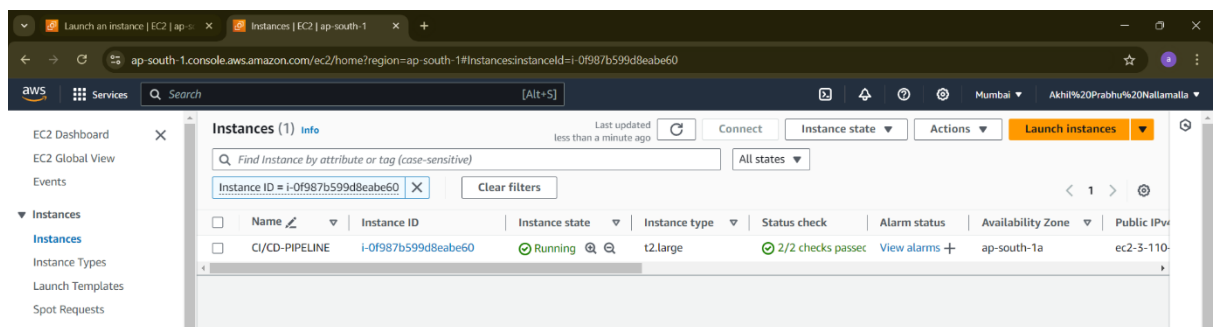 Launch an instance | EC2 | ap-s
Instances | EC2 | ap-south-1
ap-south-1.console.aws.amazon.com/ec2/home?region=ap-south-1#Instances:instanceId=i-0f987b599d8eabe60
a
aws
Services
Search
[Alt+S]
Mumbai
Akhil%20Prabhu%20Nallamalla
EC2 Dashboard
EC2 Global View
Events
Instances
Instances
Instance Types
Launch Templates
Spot Requests
Instances (1) Info
Last updated
less than a minute ago
Connect
Instance state
Actions
Launch instances
Find Instance by attribute or tag (case-sensitive)
All states
Instance ID = i-0f987b599d8eabe60
Clear filters
1
Name Instance ID Instance state Instance type Status check Alarm status Availability Zone Public IPv4
CI/CD-PIPELINE i-0f987b599d8eabe60 Running t2.large 2/2 checks passec View alarms + ap-south-1a ec2-3-110-